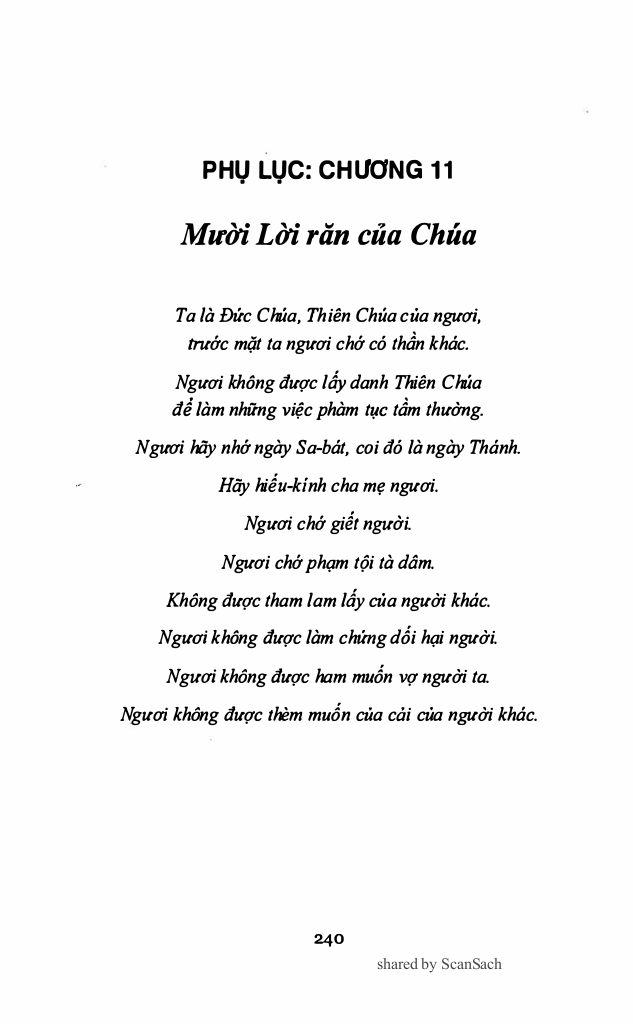 PHỤ LỤC: CHƯƠNG 11
Mười Lời răn của Chúa
Ta là Đức Chúa, Thiên Chúa của ngươi,
trước mặt ta ngươi chớ có thần khác.
Ngươi không được lấy danh Thiên Chúa
để làm những việc phàm tục tầm thường.
Ngươi hãy nhớ ngày Sa-bát, coi đó là ngày Thánh.
Hãy hiếu-kính cha mẹ ngươi.
Ngươi chớ giết người.
Ngươi chớ phạm tội tà dâm.
Không được tham lam lấy của người khác.
Ngươi không được làm chứng dối hại người.
Ngươi không được ham muốn vợ người ta.
Ngươi không được thèm muốn của cải của người khác.
240
shared by ScanSach